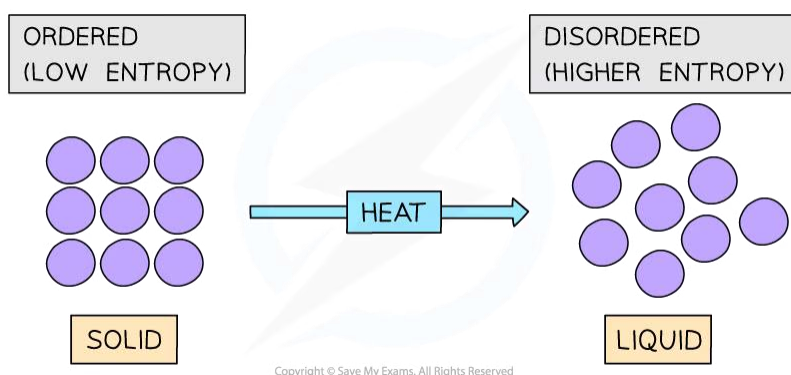 ORDERED
(LOW ENTROPY)
DISORDERED
(HIGHER ENTROPY)
HEAT
SOLID
LIQUID
Copyright © Save My Exams. All Rights Reserved